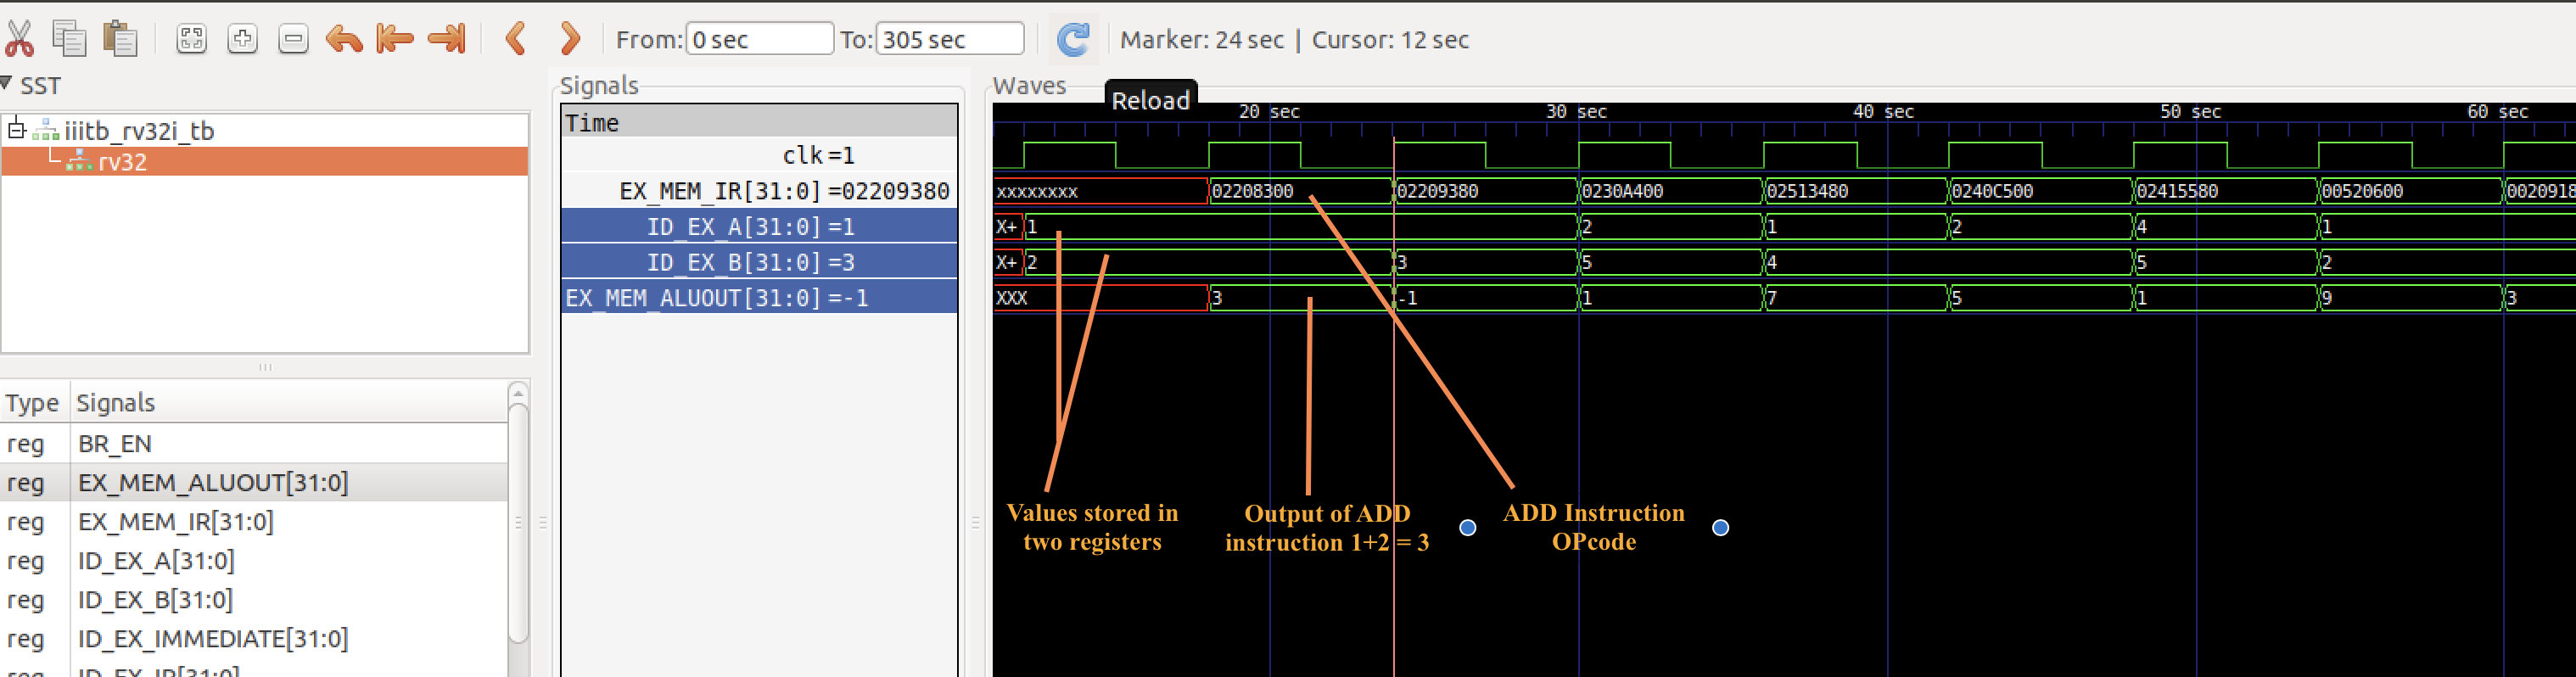 From: 0 sec To: 305 sec Marker: 24 sec | Cursor: 12 sec
SST
iiitb_rv32i_tb
rv32
Type Signals
reg BR_EN
reg EX_MEM_ALUOUT[31:0]
reg EX_MEM_IR[31:0]
reg ID_EX_A[31:0]
reg ID_EX_B[31:0]
reg ID_EX_IMMEDIATE[31:0]
reg ID_EX_IR[31:0]
Signals
Time
clk =1
EX_MEM_IR[31:0] =02209380
ID_EX_A[31:0] =1
ID_EX_B[31:0] =3
EX_MEM_ALUOUT[31:0] =-1
Waves
Reload
20 sec 30 sec 40 sec 50 sec 60 sec
xxxxxxxx 02208300 02209380 0230A400 02513480 0240C500 02415580 00520600 0020918
X+ 1 2 1 2 4 1
X+ 2 3 5 4 5 2
XXX 3 -1 1 7 5 1 9 3
Values stored in
two registers
Output of ADD
instruction 1+2 = 3
ADD Instruction
OPcode